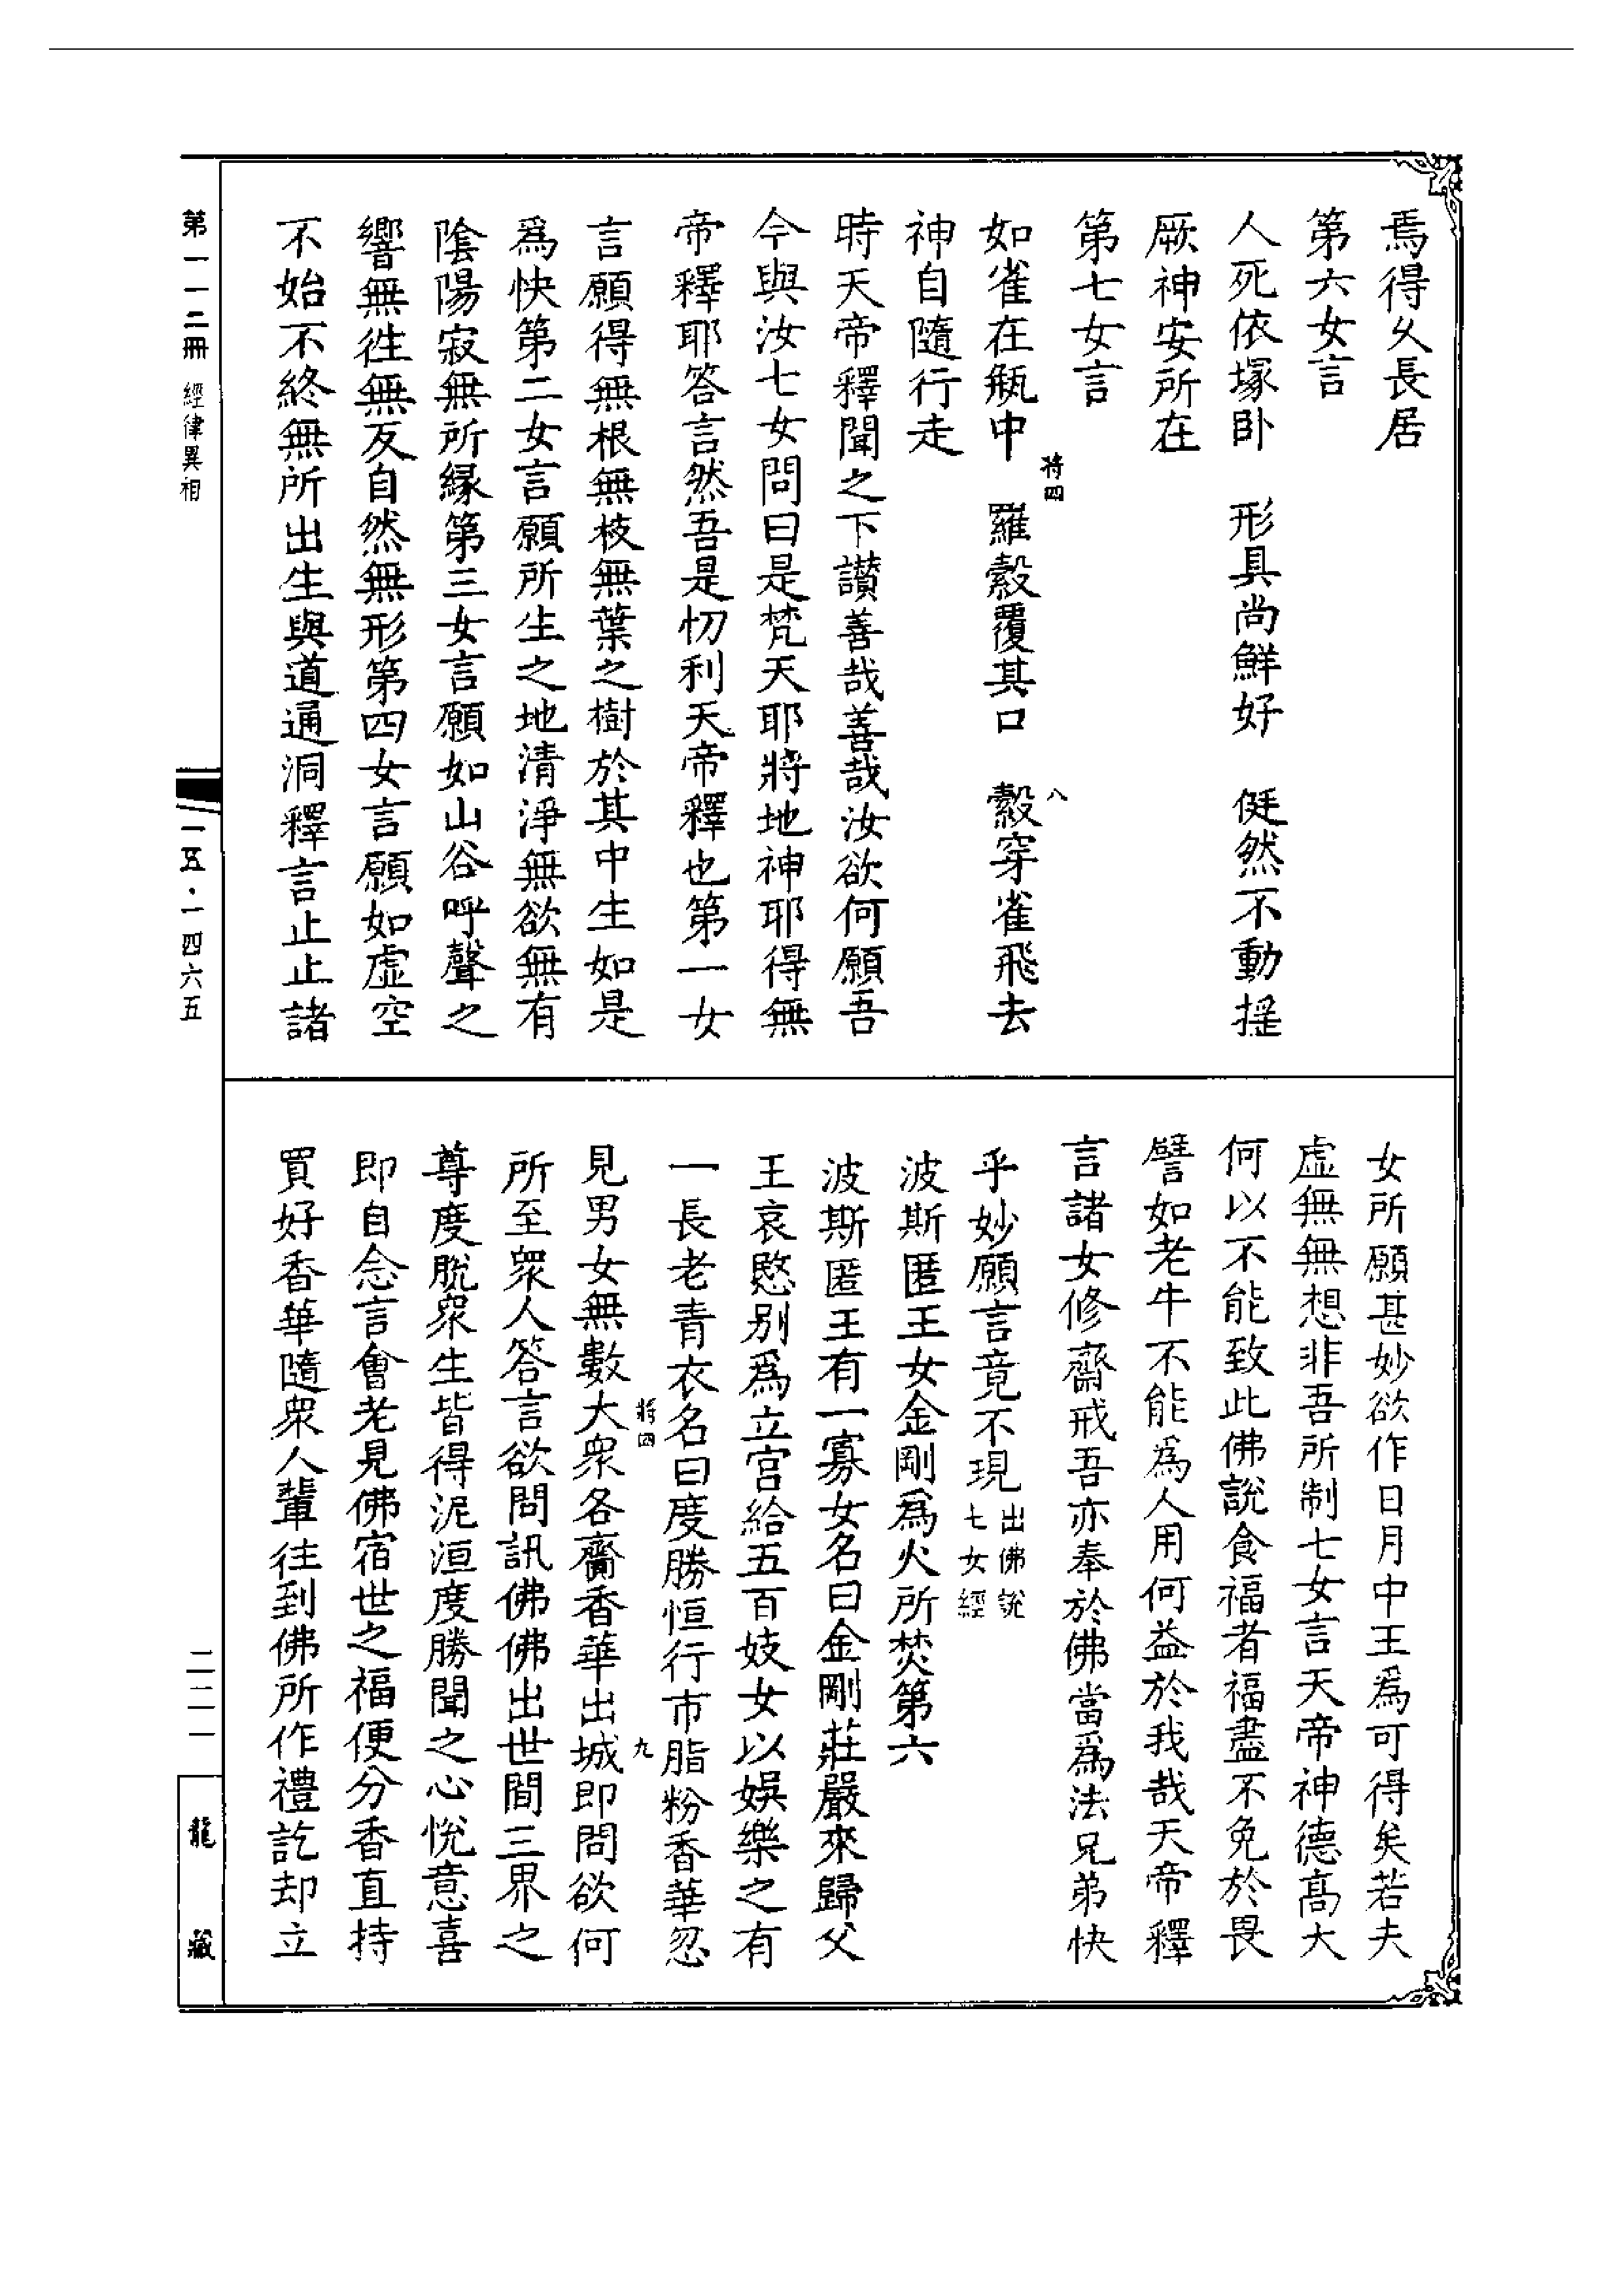 焉得久長居
第六女言
人死依塚卧　形具尚鮮好　侹然不動揺
厥神安所在
第七女言
如雀在瓶中　羅縠覆其口　縠穿雀飛去
將四　八
神自隨行走
時天帝釋聞之下讃善哉善哉汝欲何願吾
今與汝七女問曰是梵天耶將地神耶得無
帝釋耶答言然吾是忉利天帝釋也第一女
言願得無根無枝無葉之樹於其中生如是
爲快第二女言願所生之地清淨無欲無有
陰陽寂無所緣第三女言願如山谷呼聲之
響無徃無反自然無形第四女言願如虛空
不始不終無所出生與道通洞釋言止止諸
女所願甚妙欲作日月中王爲可得矣若夫
虛無無想非吾所制七女言天帝神德髙大
何以不能致此佛說食福者福盡不免於畏
譬如老牛不能爲人用何益於我哉天帝釋
言諸女修齋戒吾亦奉於佛當爲法兄弟快
乎妙願言竟不現出佛說七女經
波斯匿王女金剛爲火所焚第六
波斯匿王有一寡女名曰金剛莊嚴來歸父
王哀愍别爲立宫給五百妓女以娯樂之有
一長老青衣名曰度勝恒行市脂粉香華忽
見男女無數大衆各齎香華出城即問欲何
將四　九
所至衆人答言欲問訊佛佛出世間三界之
尊度脫衆生皆得泥洹度勝聞之心恱意喜
即自念言會老見佛宿世之福便分香直持
買好香華隨衆人輩往到佛所作禮訖却立
第一一二冊　經律異相
一五·一四六五
二二一
龍藏